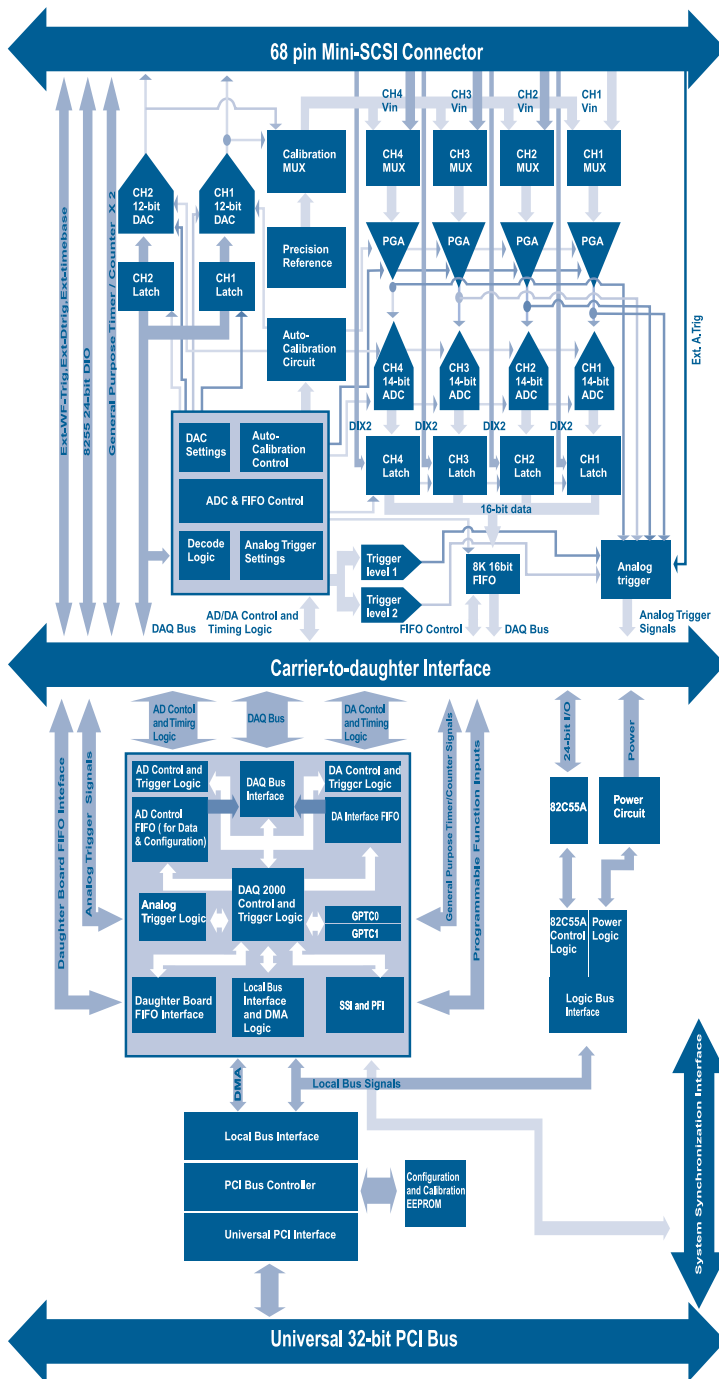 68 pin Mini-SCSI Connector
CH4
Vin
CH3
Vin
CH2
Vin
CH1
Vin
Calibration
MUX
CH4
MUX
CH3
MUX
CH2
MUX
CH1
MUX
CH2
12-bit
DAC
CH1
12-bit
DAC
Precision
Reference
PGA
PGA
PGA
PGA
CH2
Latch
CH1
Latch
Auto-
Calibration
Circuit
CH4
14-bit
ADC
CH3
14-bit
ADC
CH2
14-bit
ADC
CH1
14-bit
ADC
Ext-WF-Trig,Ext-Dtrig,Ext-timebase
8255 24-bit DIO
General Purpose Timer / Counter X 2
Ext. A.Trig
DIX2
DIX2
DIX2
DIX2
DAC
Settings
Auto-
Calibration
Control
CH4
Latch
CH3
Latch
CH2
Latch
CH1
Latch
ADC & FIFO Control
16-bit data
Decode
Logic
Analog Trigger
Settings
Trigger
level 1
Trigger
level 2
8K 16bit
FIFO
Analog
trigger
DAQ Bus
AD/DA Control and
Timing Logic
FIFO Control
DAQ Bus
Analog Trigger
Signals
Carrier-to-daughter Interface
AD Contol
and Timirg
Logic
DAQ Bus
DA Contol
and Timing
Logic
24-bit I/O
Power
Daughter Board FIFO Inteface
Analog Trigger Signals
General Purpose Timer/Counter Signals
Programmable Function Inputs
AD Control and
Trigger Logic
DAQ Bus
Interface
DA Control and
Triggcr Logic
AD Control
FIFO ( for Data
& Configuration)
DA Interface FIFO
82C55A
Power
Circuit
Analog
Trigger Logic
DAQ 2000
Control
and Triggcr
Logic
GPTC0
GPTC1
82C55A
Control
Logic
Power
Logic
Logic Bus
Interface
Daughter Board
FIFO Interface
Local Bus
Interface
and DMA
Logic
SSI and PFI
DMA
Local Bus Signals
Local Bus Interface
PCI Bus Controller
Universal PCI Interface
Configuration
and Calibration
EEPROM
System Synchronization Interface
Universal 32-bit PCI Bus